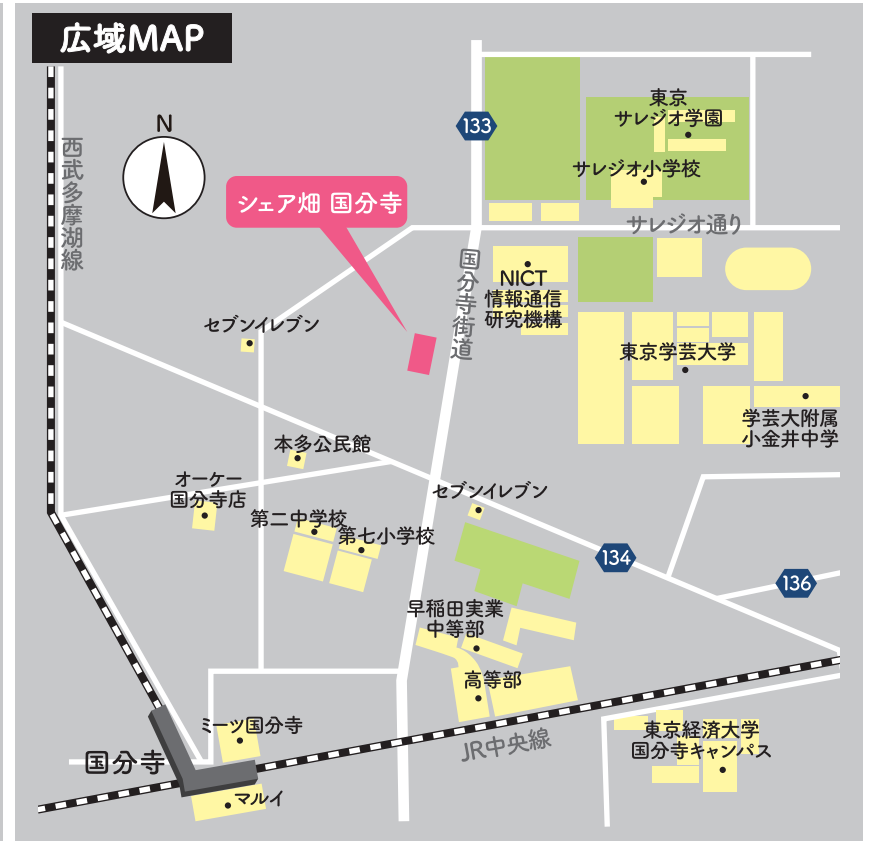 広域MAP
N
133
東京
サレジオ学園
サレジオ小学校
西武多摩湖線
シェア畑 国分寺
サレジオ通り
国分寺街道
NICT
情報通信
研究機構
セブンイレブン
東京学芸大学
学芸大附属
小金井中学
本多公民館
オーケー
国分寺店
セブンイレブン
第二中学校
第七小学校
134
136
早稲田実業
中等部
高等部
ミーツ国分寺
JR中央線
東京経済大学
国分寺キャンパス
国分寺
マルイ